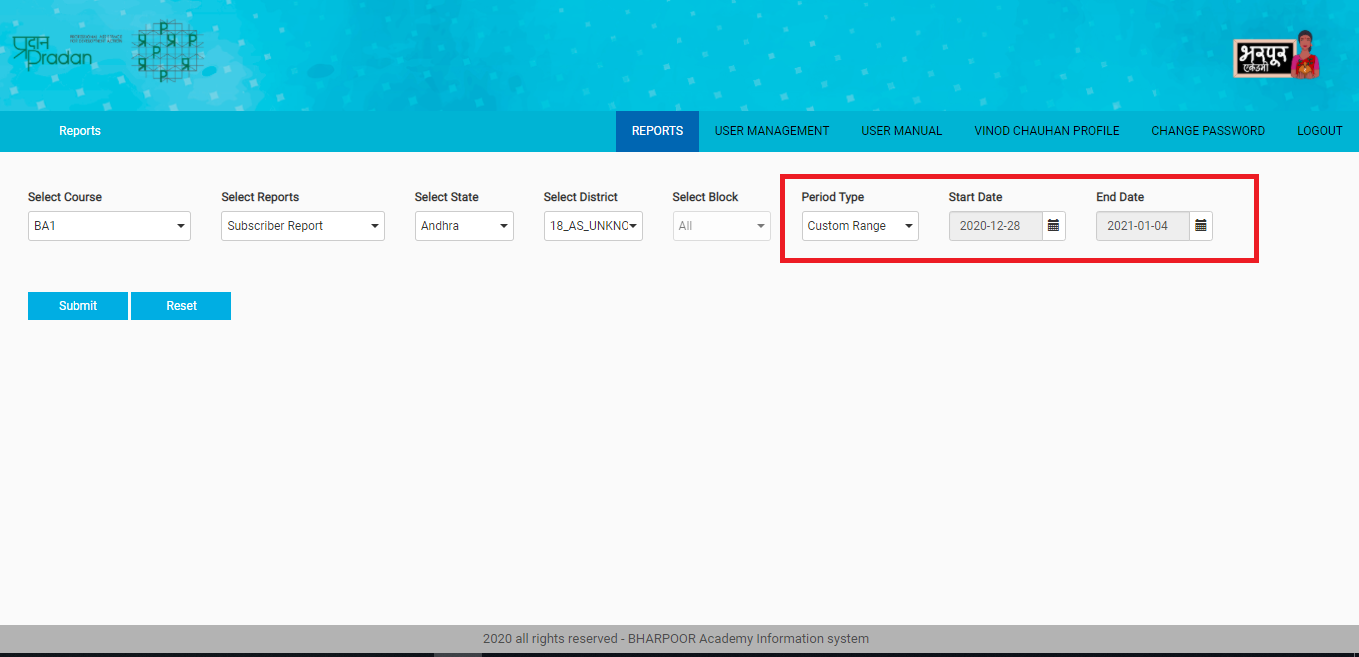 प्रदान
Pradan
भरपूर
एकेडमी
Reports
REPORTS
USER MANAGEMENT
USER MANUAL
VINOD CHAUHAN PROFILE
CHANGE PASSWORD
LOGOUT
Select Course
Select Reports
Select State
Select District
Select Block
Period Type
Start Date
End Date
BA1
Subscriber Report
Andhra
18_AS_UNKNC
All
Custom Range
2020-12-28
2021-01-04
Submit
Reset
2020 all rights reserved - BHARPOOR Academy Information system